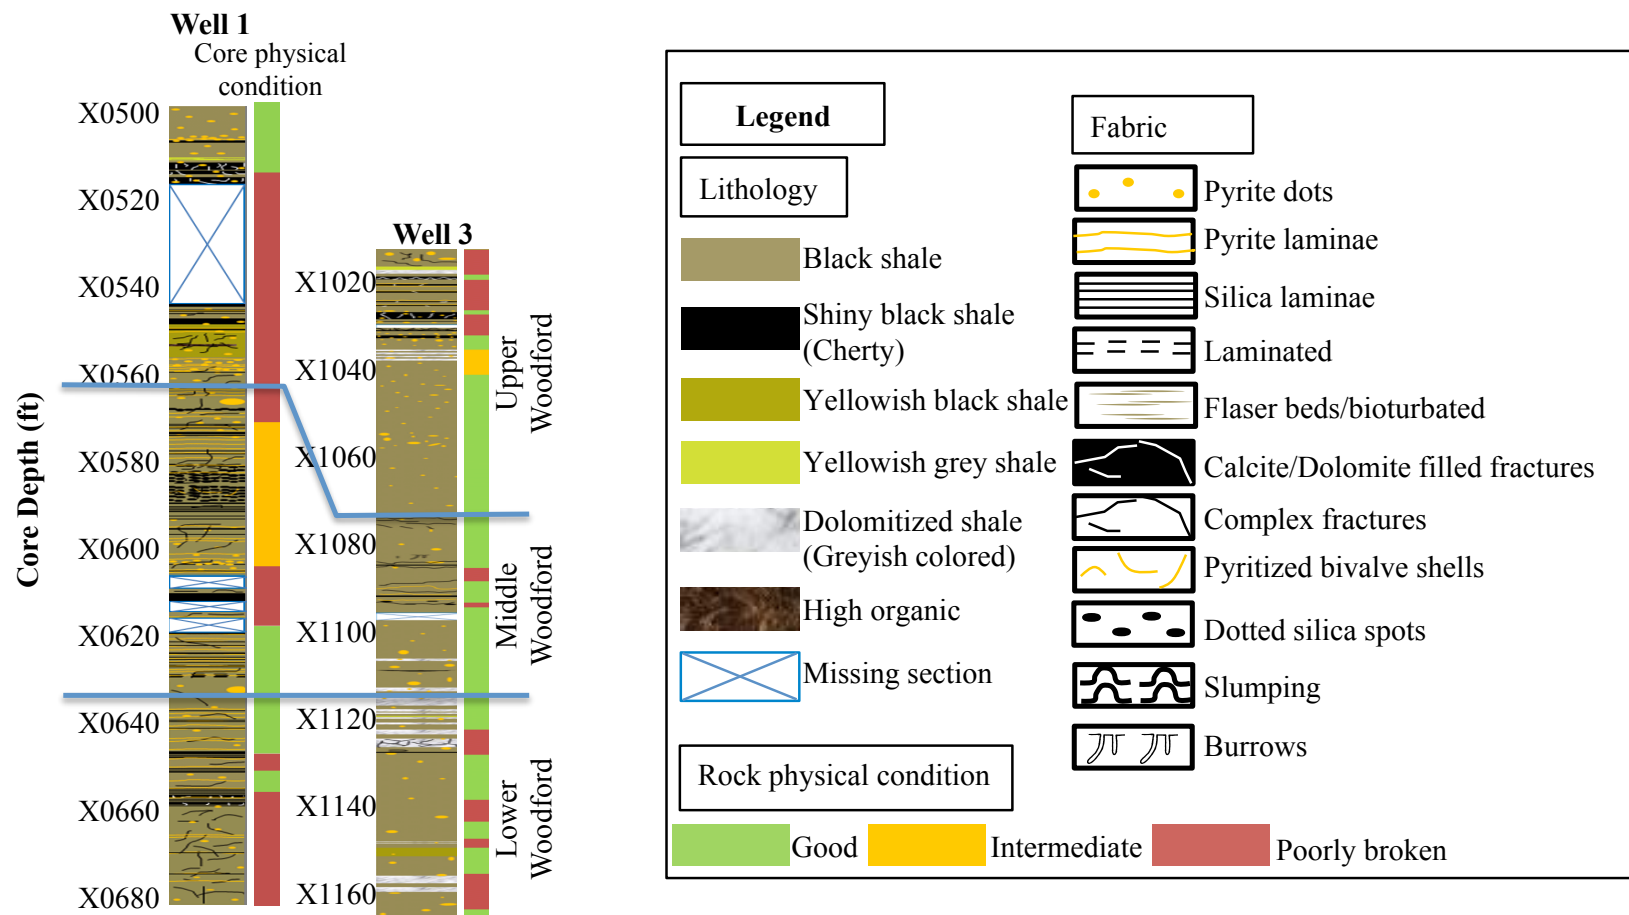 Well 1
Core physical
condition
X0500
X0520
X0540
X0560
X0580
X0600
X0620
X0640
X0660
X0680
Core Depth (ft)
Well 3
X1020
X1040
X1060
X1080
X1100
X1120
X1140
X1160
Upper
Woodford
Middle
Woodford
Lower
Woodford
Legend
Lithology
Black shale
Shiny black shale
(Cherty)
Yellowish black shale
Yellowish grey shale
Dolomitized shale
(Greyish colored)
High organic
Missing section
Fabric
Pyrite dots
Pyrite laminae
Silica laminae
Laminated
Flaser beds/bioturbated
Calcite/Dolomite filled fractures
Complex fractures
Pyritized bivalve shells
Dotted silica spots
Slumping
Burrows
Rock physical condition
Good
Intermediate
Poorly broken